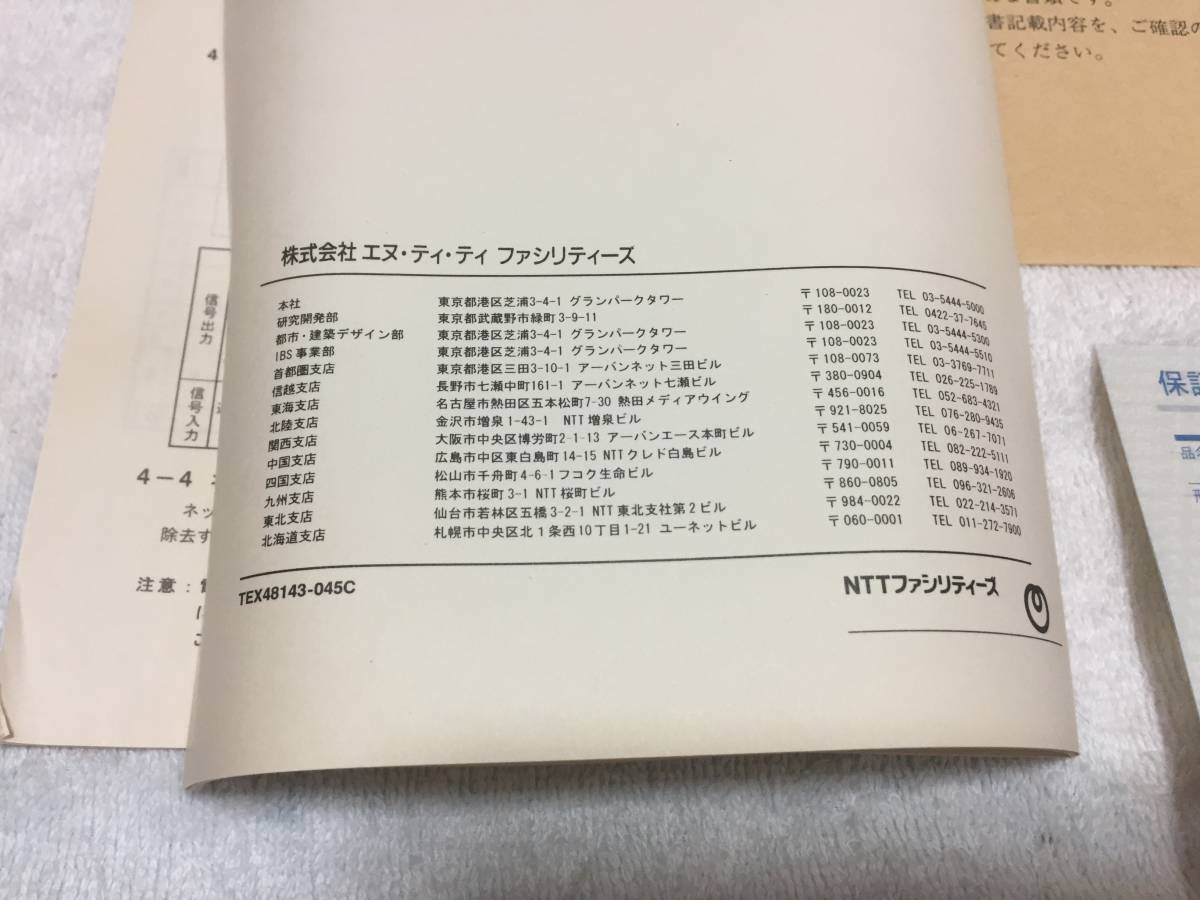 株式会社 エヌ・ティ・ティ ファシリティーズ
本社 東京都港区芝浦3-4-1 グランパークタワー 〒108-0023 TEL 03-5444-5000
研究開発部 東京都武蔵野市緑町3-9-11 〒180-0012 TEL 0422-37-7645
都市・建築デザイン部 東京都港区芝浦3-4-1 グランパークタワー 〒108-0023 TEL 03-5444-5300
IBS事業部 東京都港区芝浦3-4-1 グランパークタワー 〒108-0023 TEL 03-5444-5510
首都圏支店 東京都港区三田3-10-1 アーバンネット三田ビル 〒108-0073 TEL 03-3769-7711
信越支店 長野市七瀬中町161-1 アーバンネット七瀬ビル 〒380-0904 TEL 026-225-1789
東海支店 名古屋市熱田区五本松町7-30 熱田メディアウイング 〒456-0016 TEL 052-683-4321
北陸支店 金沢市増泉1-43-1 NTT増泉ビル 〒921-8025 TEL 076-280-9435
関西支店 大阪市中央区博労町2-1-13 アーバンエース本町ビル 〒541-0059 TEL 06-267-7071
中国支店 広島市中区東白島町14-15 NTTクレド白島ビル 〒730-0004 TEL 082-222-5111
四国支店 松山市千舟町4-6-1フコク生命ビル 〒790-0011 TEL 089-934-1920
九州支店 熊本市桜町3-1 NTT桜町ビル 〒860-0805 TEL 096-321-2606
東北支店 仙台市若林区五橋3-2-1 NTT東北支社第2ビル 〒984-0022 TEL 022-214-3571
北海道支店 札幌市中央区北1条西10丁目1-21 ユーネットビル 〒060-0001 TEL 011-272-7900
TEX48143-045C
NTTファシリティーズ
4
信号出力
信号入力
4-4
ネッ
除去す
注意：
書類です。
書記載内容を、ご確認の
てください。
保証
品名